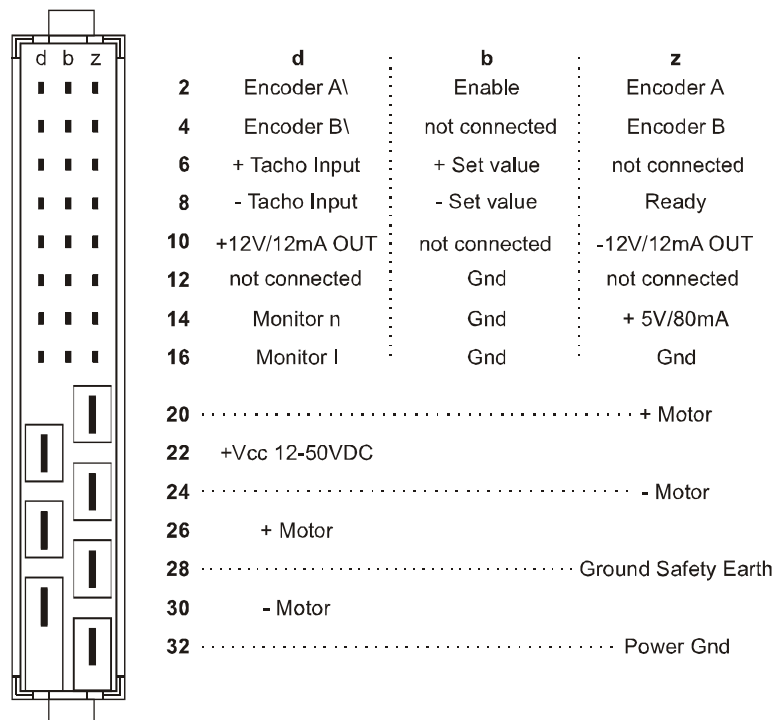 d b z
d b z
2 Encoder A\ Enable Encoder A
4 Encoder B\ not connected Encoder B
6 + Tacho Input + Set value not connected
8 - Tacho Input - Set value Ready
10 +12V/12mA OUT not connected -12V/12mA OUT
12 not connected Gnd not connected
14 Monitor n Gnd + 5V/80mA
16 Monitor I Gnd Gnd
20 + Motor
22 +Vcc 12-50VDC
24 - Motor
26 + Motor
28 Ground Safety Earth
30 - Motor
32 Power Gnd